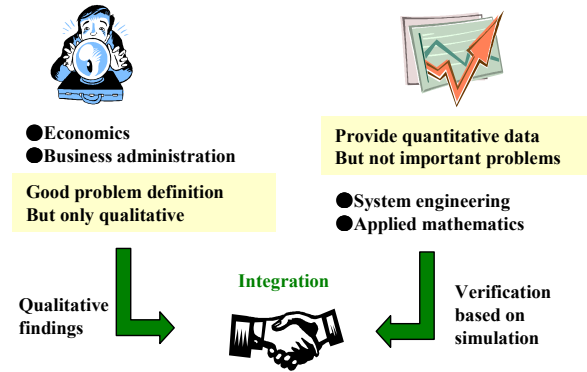 ●Economics
●Business administration
Good problem definition
But only qualitative
Provide quantitative data
But not important problems
●System engineering
●Applied mathematics
Integration
Qualitative
findings
Verification
based on
simulation